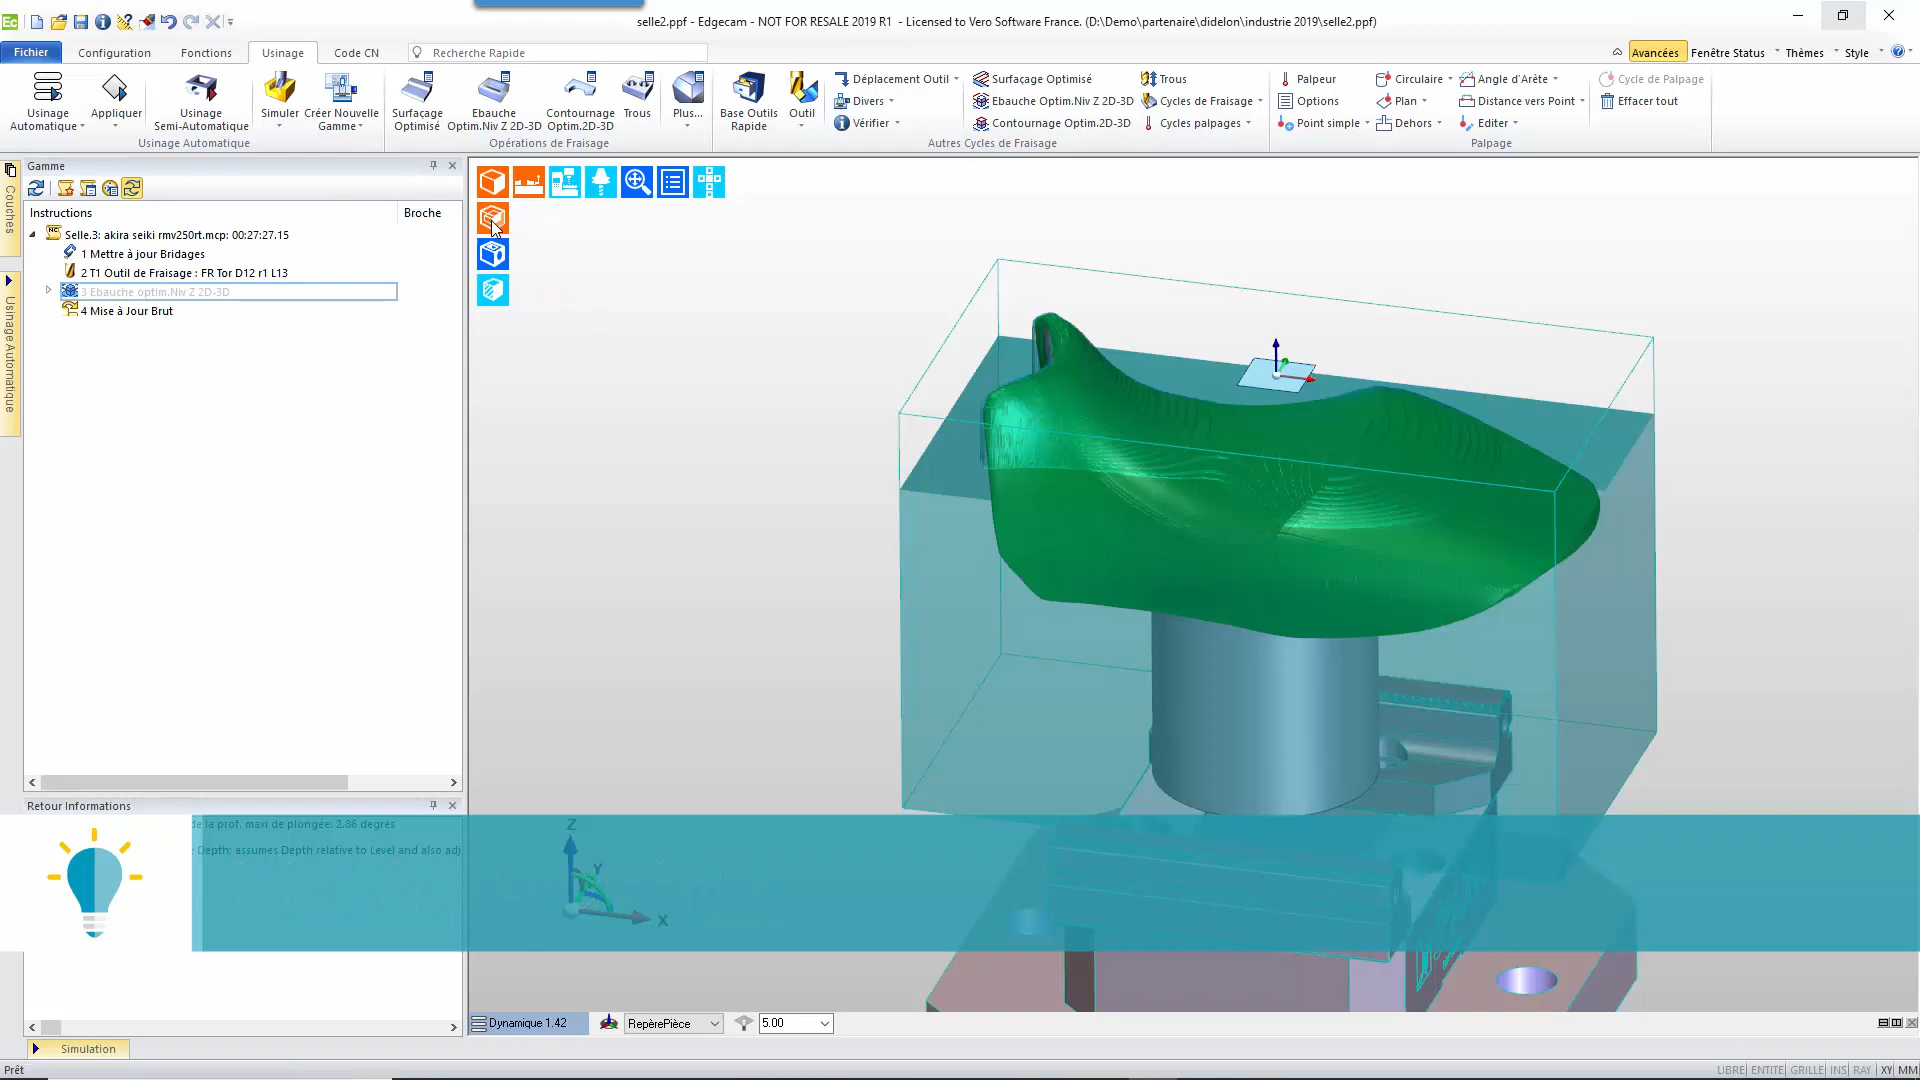 selle2.ppf - Edgecam - NOT FOR RESALE 2019 R1 - Licensed to Vero Software France. (D:\Demo\partenaire\didelon\industrie 2019\selle2.ppf)
Fichier Configuration Fonctions Usinage Code CN Recherche Rapide Avancées Fenêtre Status Thèmes Style
Usinage Automatique
Appliquer
Usinage Semi-Automatique
Simuler
Créer Nouvelle Gamme
Surfaçage Optimisé
Ebauche Optim.Niv Z 2D-3D
Contournage Optim.2D-3D
Trous
Plus...
Base Outils Rapide
Outil
Déplacement Outil
Divers
Vérifier
Surfaçage Optimisé
Ebauche Optim.Niv Z 2D-3D
Contournage Optim.2D-3D
Trous
Cycles de Fraisage
Cycles palpages
Palpeur
Options
Point simple
Circulaire
Plan
Dehors
Angle d'Arête
Distance vers Point
Editer
Cycle de Palpage
Effacer tout
Usinage Automatique
Opérations de Fraisage
Autres Cycles de Fraisage
Palpage
Couches
Usinage Automatique
Gamme
Instructions Broche
Selle.3: akira seiki rmv250rt.mcp: 00:27:27.15
1 Mettre à jour Bridages
2 T1 Outil de Fraisage : FR Tor D12 r1 L13
3 Ebauche optim.Niv Z 2D-3D
4 Mise à Jour Brut
Retour Informations
de la prof. maxi de plongée: 2.86 degrés
Depth: assumes Depth relative to Level and also adj
Z
Y
X
Dynamique 1.42 RepèrePièce 5.00
Simulation
Prêt
LIBRE ENTITE GRILLE INS RAY XY MM